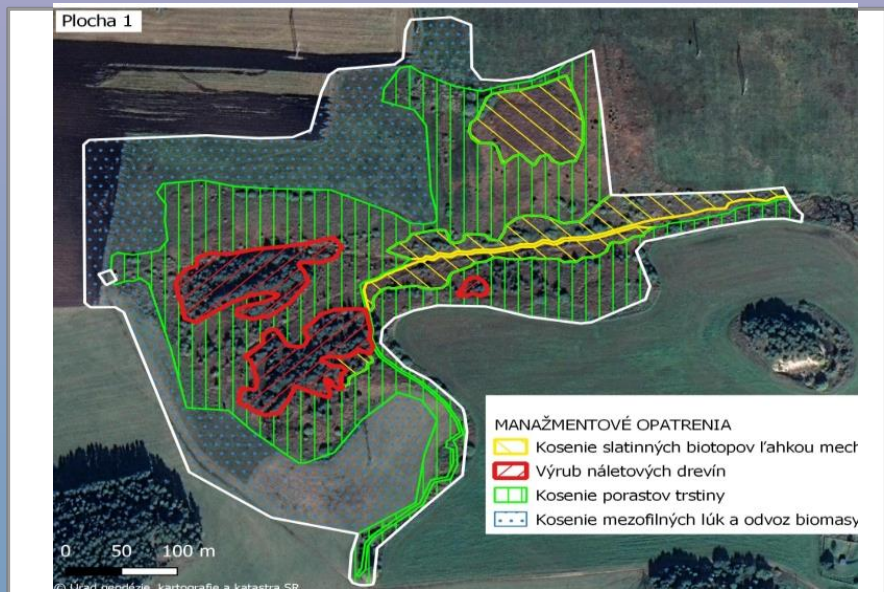 Plocha 1
MANAŽMENTOVÉ OPATRENIA
Kosenie slatinných biotopov ľahkou mech
Výrub náletových drevín
Kosenie porastov trstiny
Kosenie mezofilných lúk a odvoz biomasy
0 50 100 m
© Úrad geodézie, kartografie a katastra SR